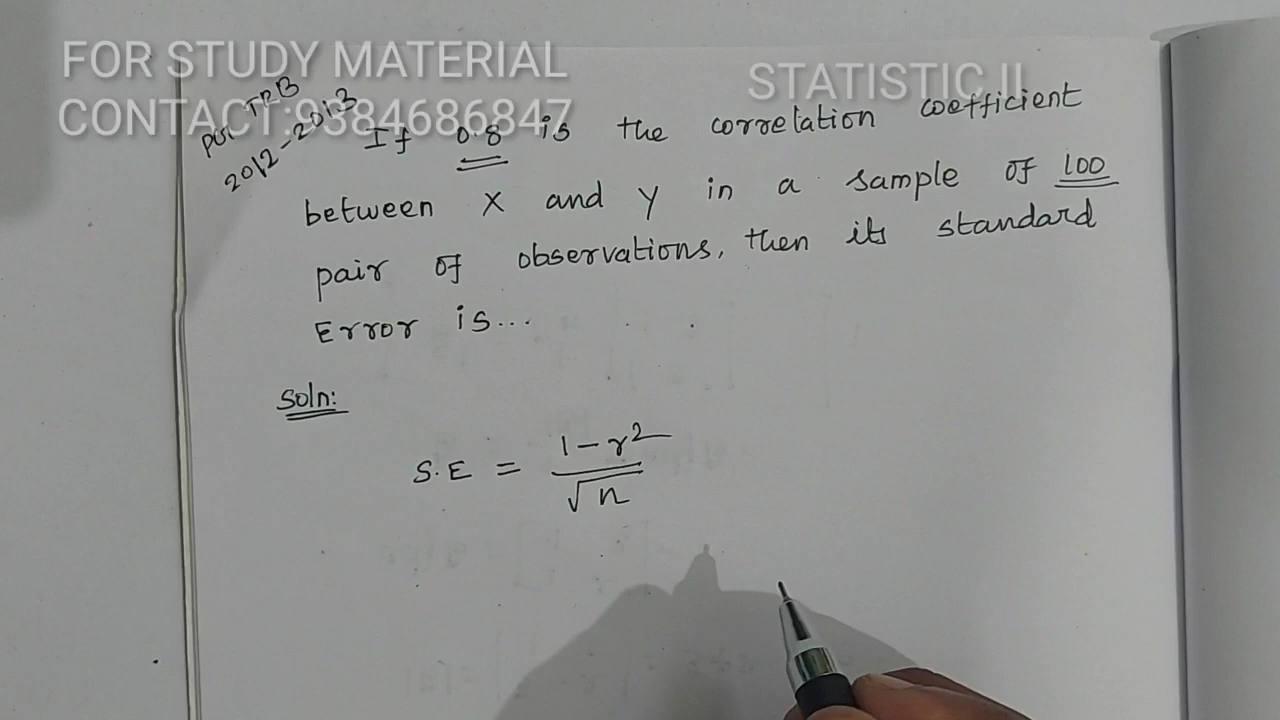 FOR STUDY MATERIAL
CONTACT:9384686847
STATISTIC II
TRB
2012-2013
If 0.8 is the correlation coefficient
between X and Y in a sample of 100
pair of observations, then its standard
Error is...
Soln:
S.E = 1-r²
√n